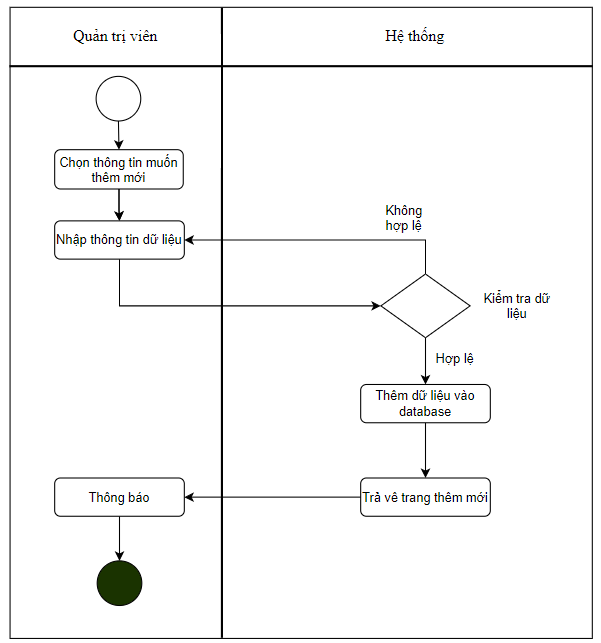 Quản trị viên
Hệ thống
Chọn thông tin muốn
thêm mới
Nhập thông tin dữ liệu
Không
hợp lệ
Kiểm tra dữ
liệu
Hợp lệ
Thêm dữ liệu vào
database
Thông báo
Trả vê trang thêm mới